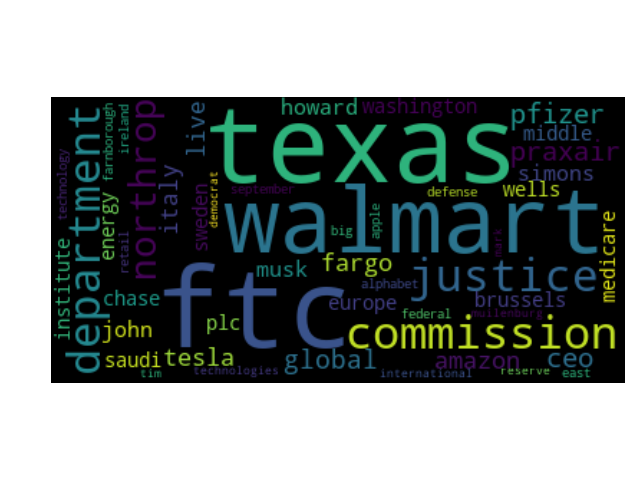 howard
washington
pfizer
texas
middle
praxair
simons
live
northrop
farnborough
ireland
department
technology
italy
september
defense
wells
walmart
democrat
sweden
energy
retail
big
apple
mark
medicare
institute
musk
fargo
justice
chase
ftc
alphabet
europe
brussels
john
plc
federal
muilenburg
commission
saudi
tesla
global
amazon
ceo
tim
technologies
international
reserve
east